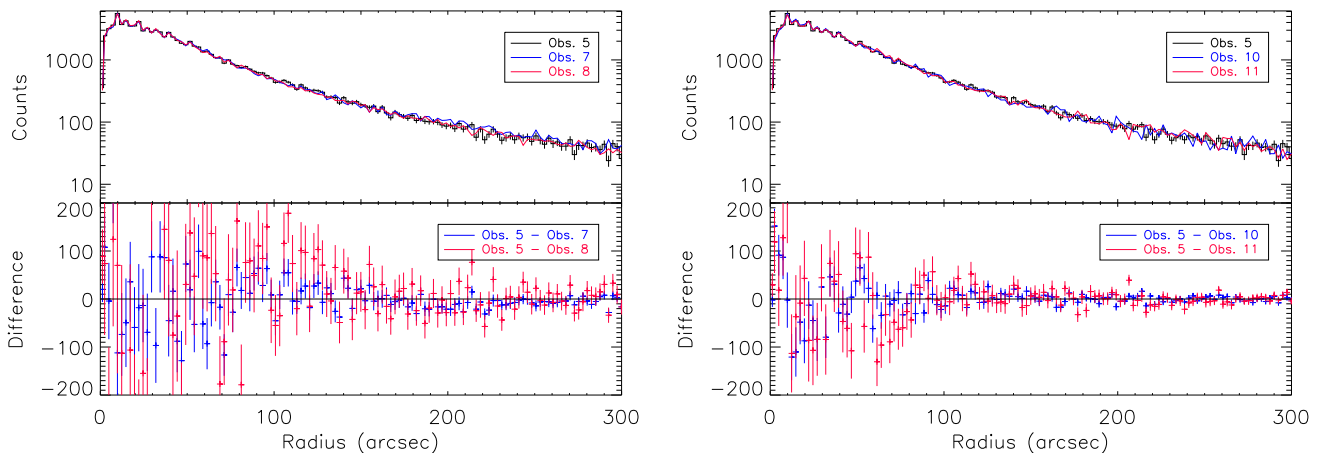 1000
100
10
Counts
Obs. 5
Obs. 7
Obs. 8
200
100
0
−100
−200
Difference
Obs. 5 − Obs. 7
Obs. 5 − Obs. 8
0
100
200
300
Radius (arcsec)
1000
100
10
Counts
Obs. 5
Obs. 10
Obs. 11
200
100
0
−100
−200
Difference
Obs. 5 − Obs. 10
Obs. 5 − Obs. 11
0
100
200
300
Radius (arcsec)